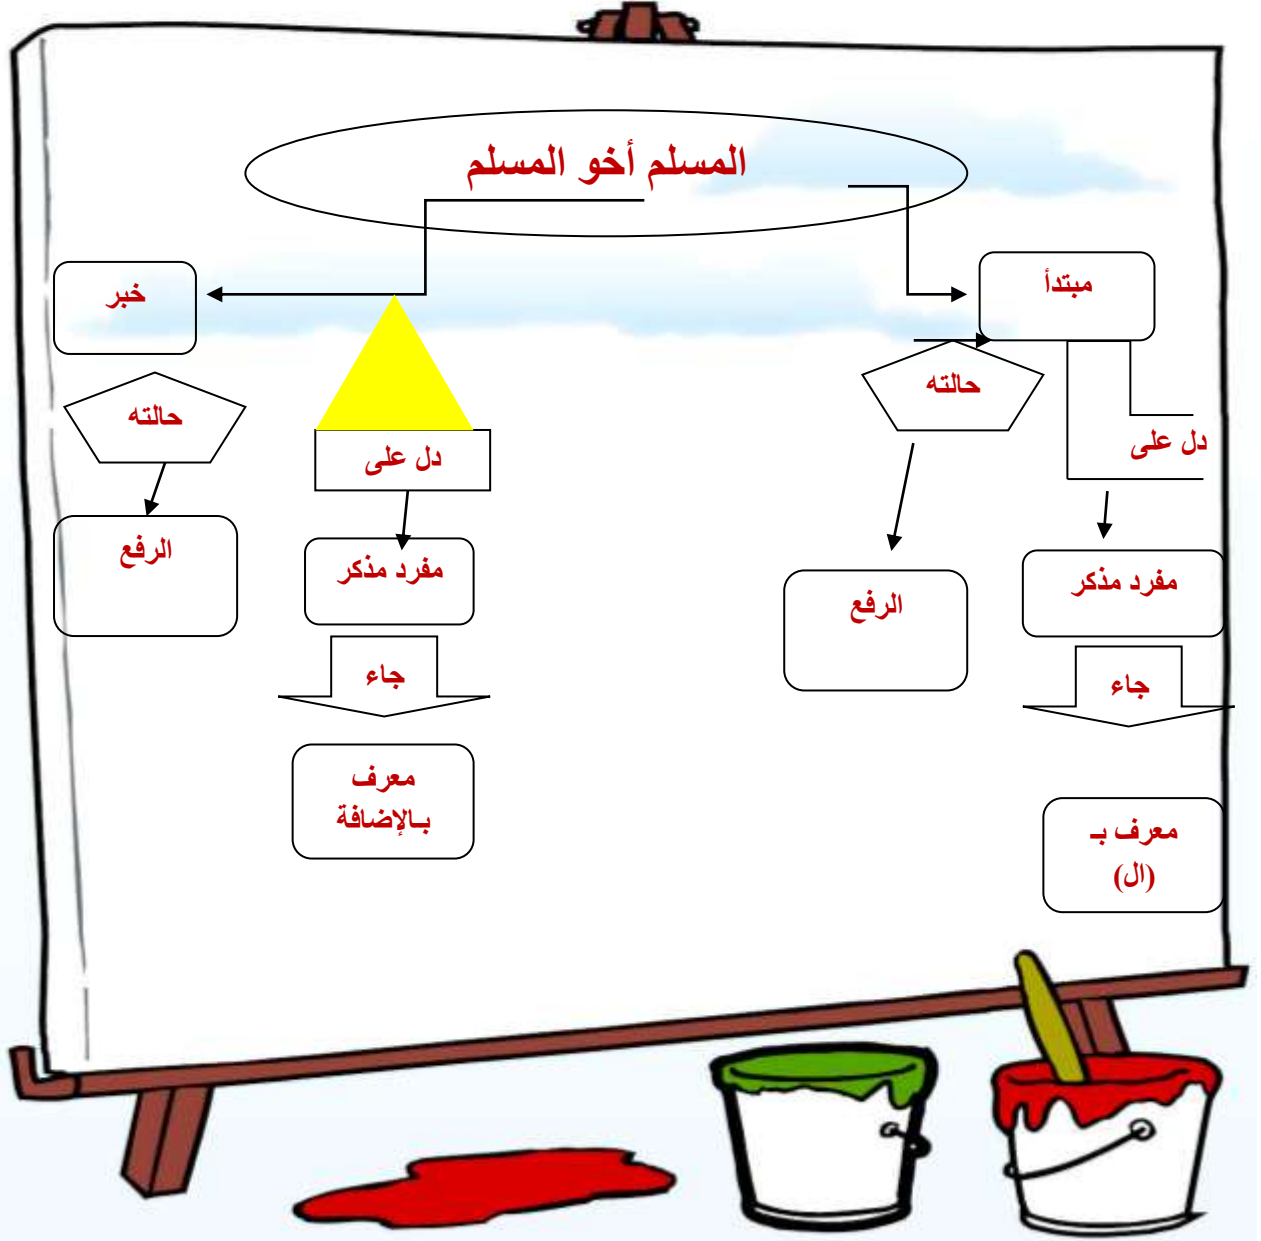 المسلم أخو المسلم
مبتدأ
خبر
حالته
دل على
حالته
دل على
الرفع
مفرد مذكر
مفرد مذكر
الرفع
جاء
جاء
معرف بـ
(ال)
معرف
بـالإضافة